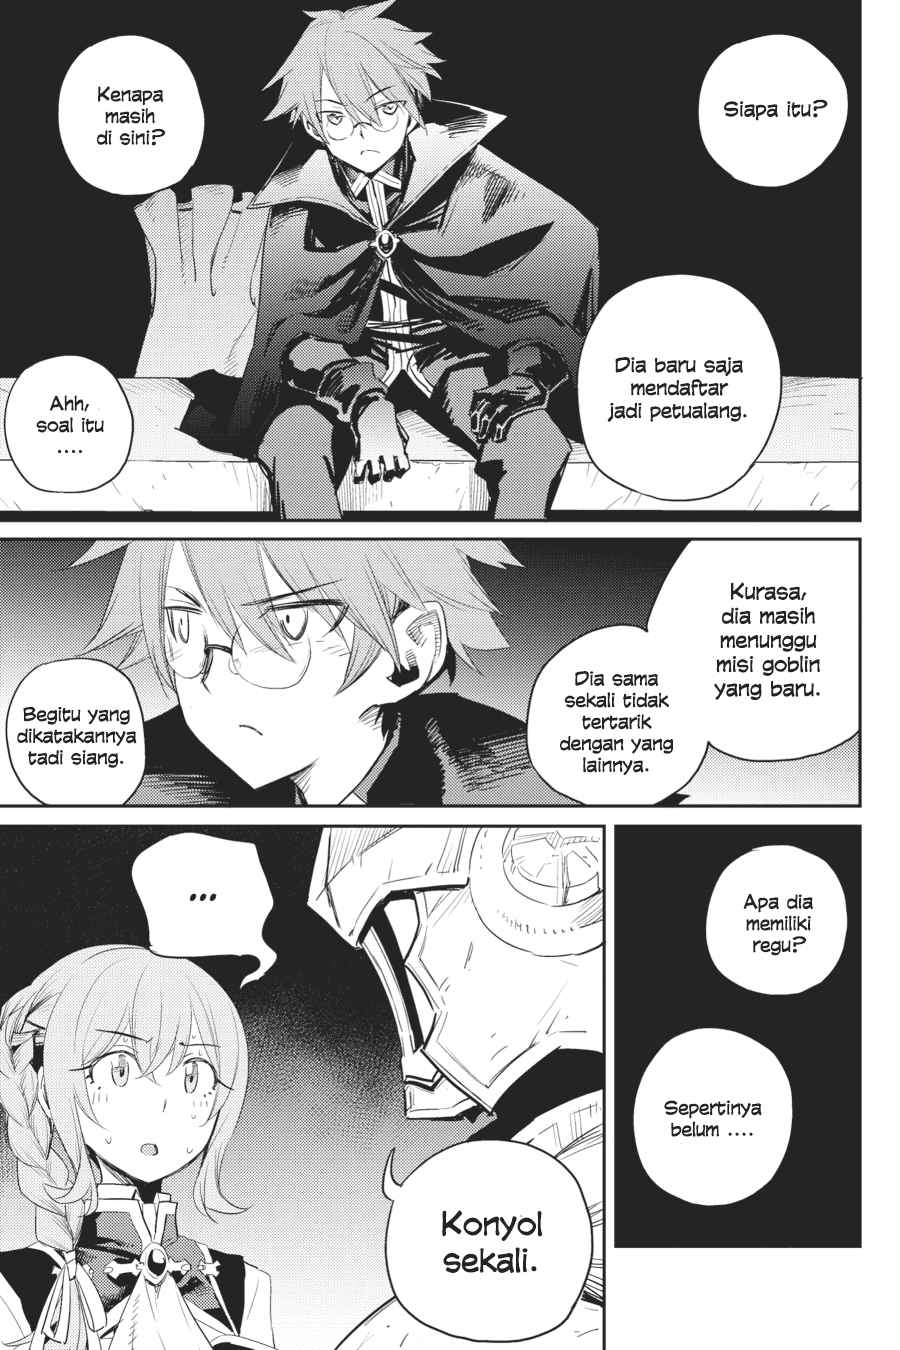 Siapa itu?
Kenapa
masih
di sini?
Dia baru saja
mendaftar
jadi petualang.
Ahh,
soal itu
....
Kurasa,
dia masih
menunggu
misi goblin
yang baru.
Dia sama
sekali tidak
tertarik
dengan yang
lainnya.
Begitu yang
dikatakannya
tadi siang.
Apa dia
memiliki
regu?
Sepertinya
belum ....
...
Konyol
sekali.